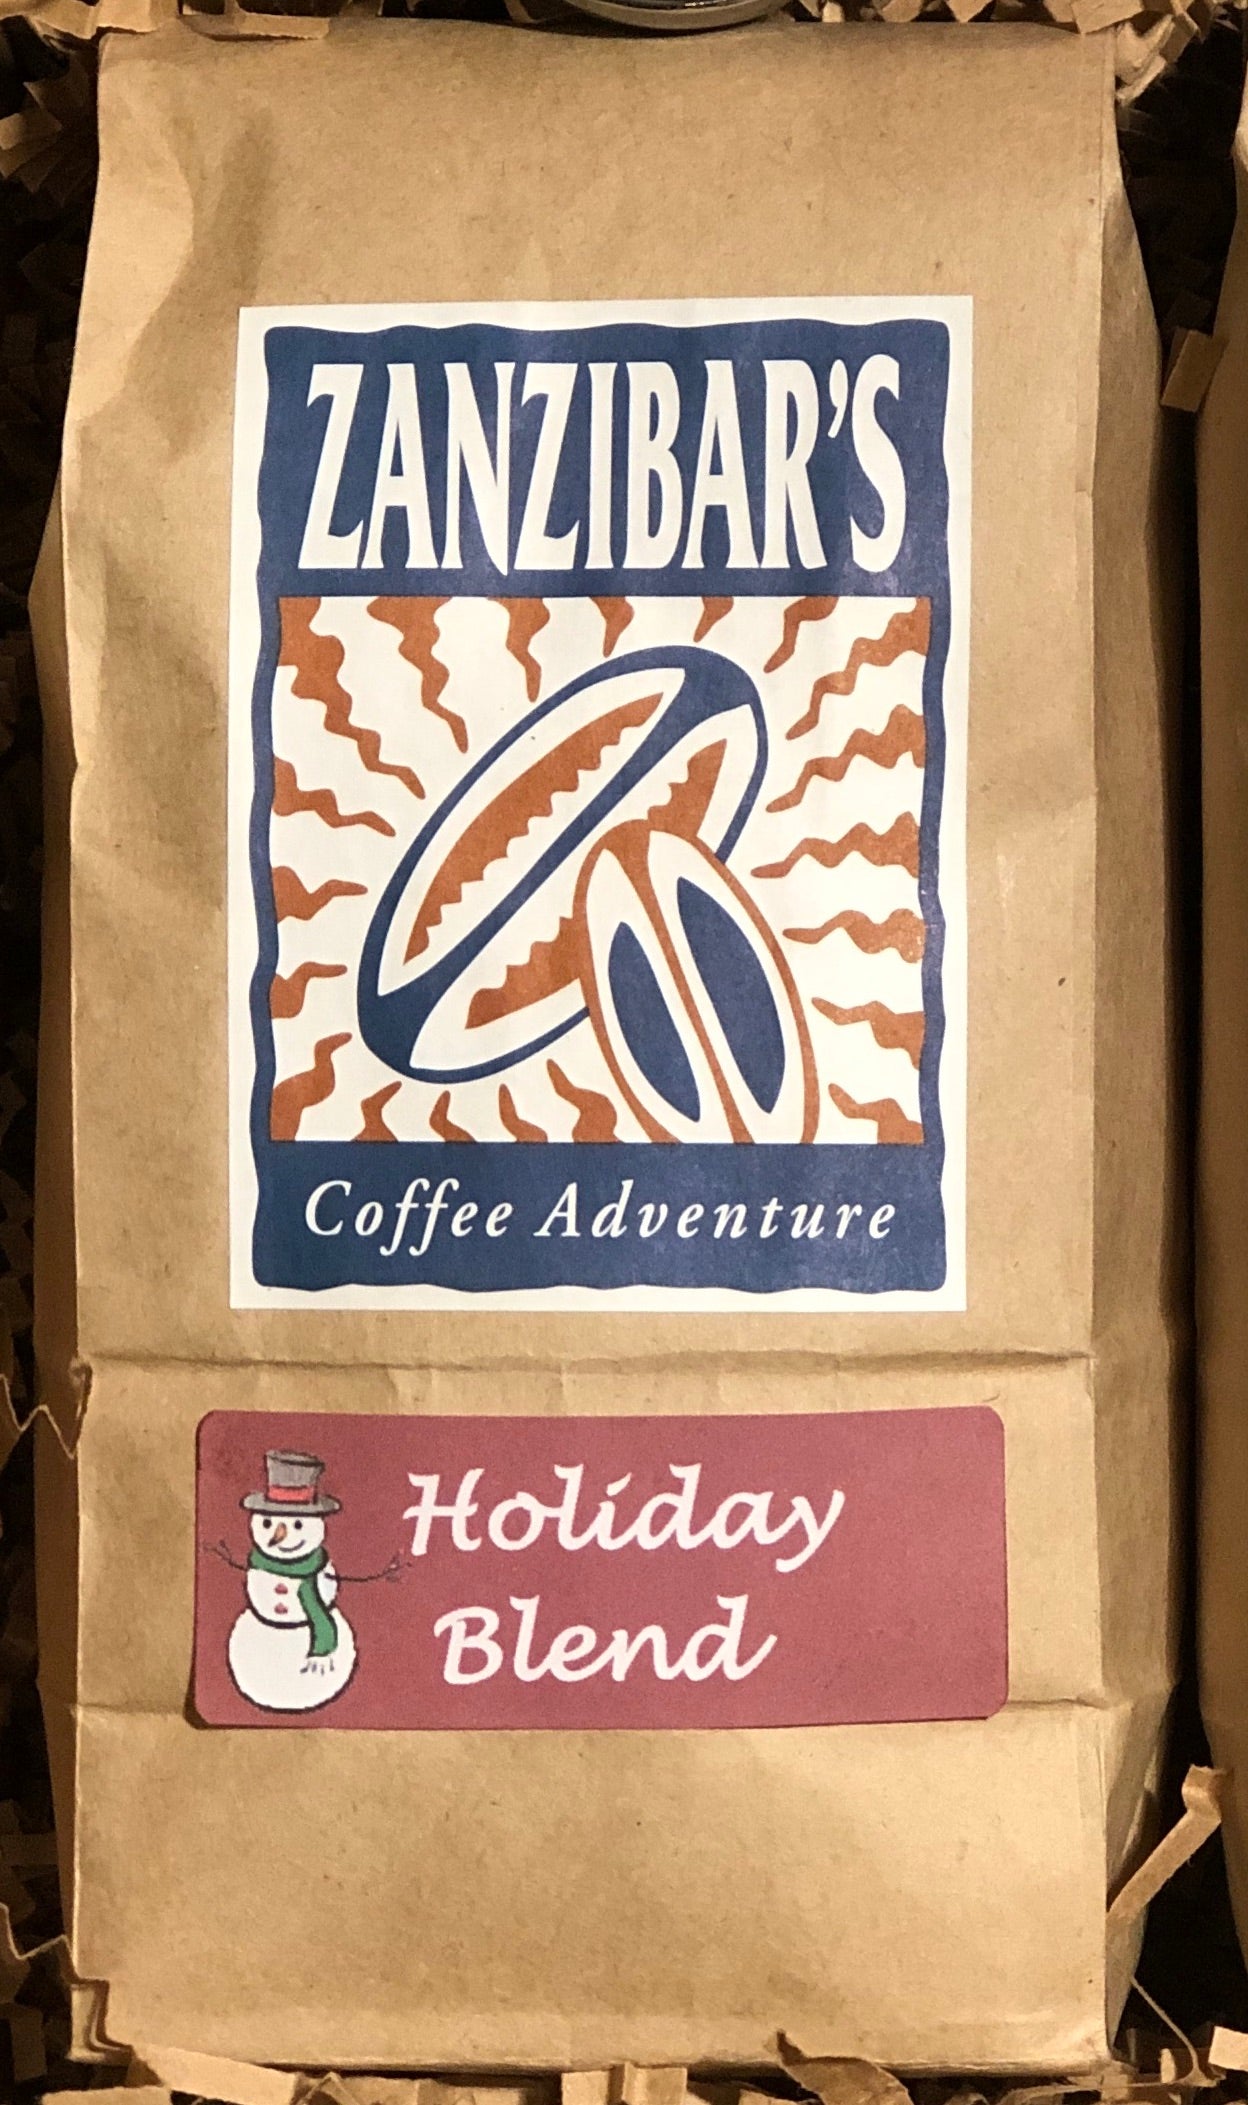 ZANZIBAR'S
Coffee Adventure
Holiday
Blend